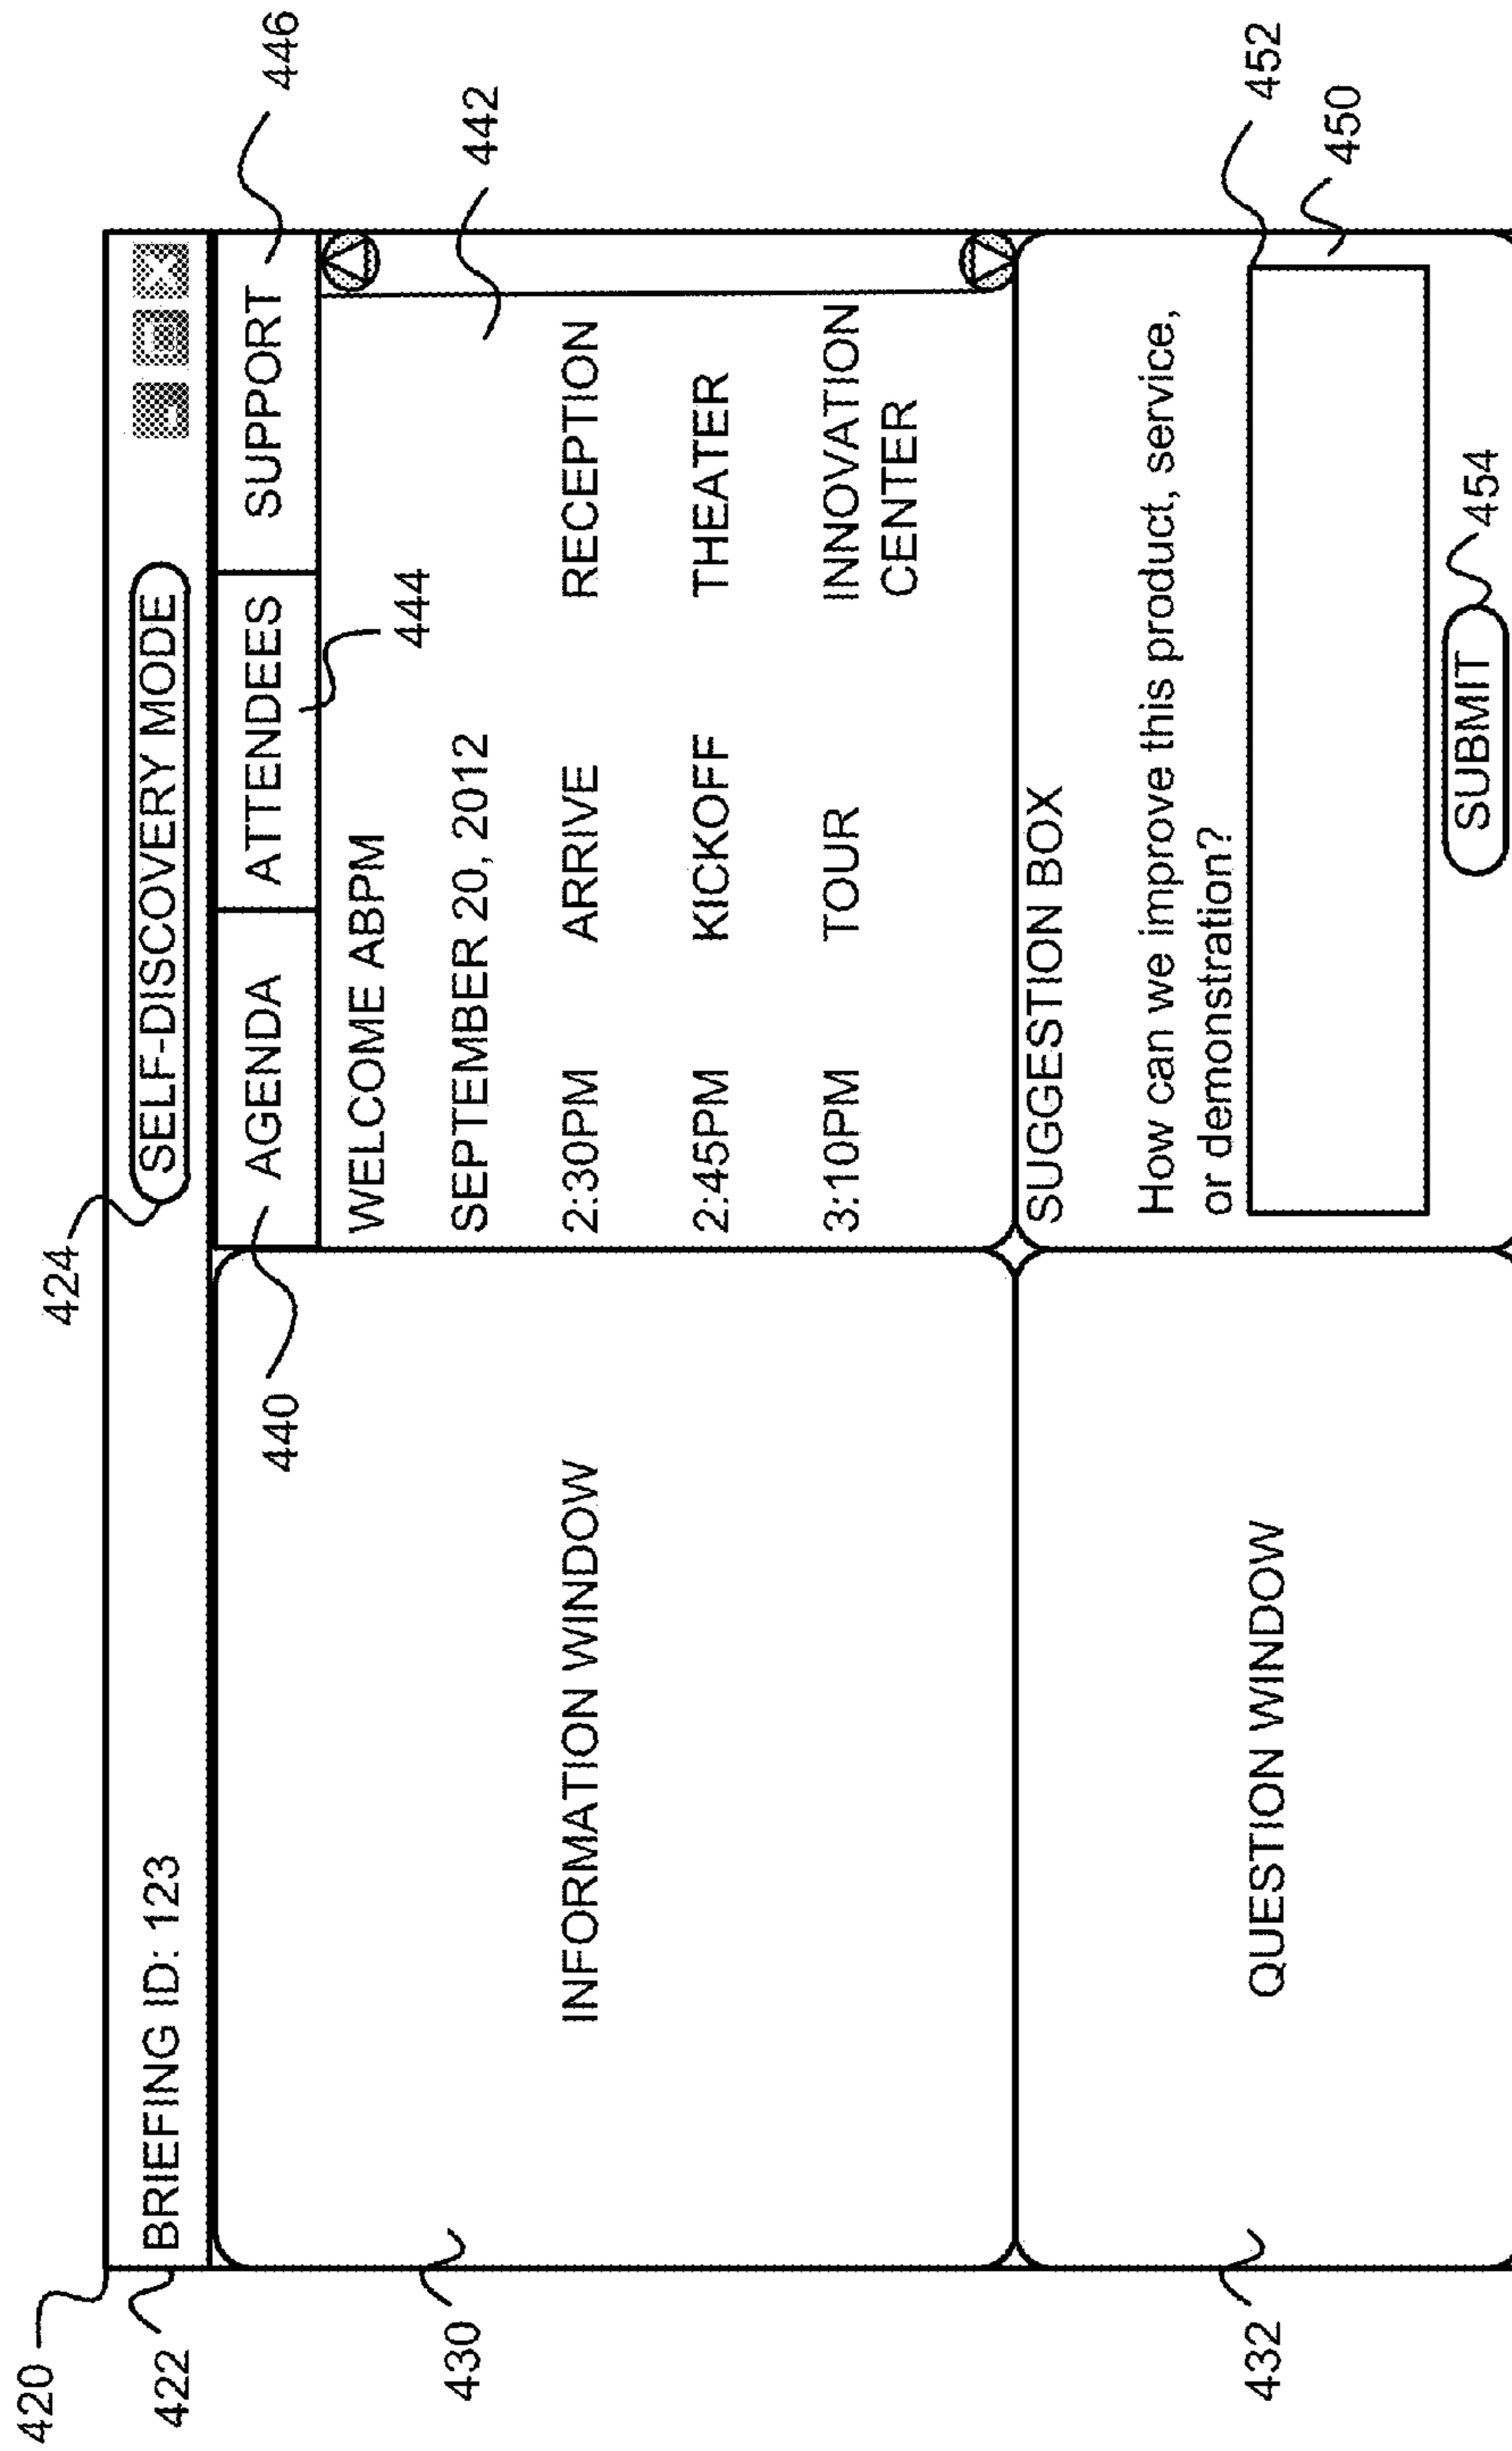 420
422
BRIEFING ID: 123
424
SELF-DISCOVERY MODE
430
INFORMATION WINDOW
440
AGENDA
ATTENDEES
SUPPORT
446
444
442
WELCOME ABPM
SEPTEMBER 20, 2012
2:30PM ARRIVE RECEPTION
2:45PM KICKOFF THEATER
3:10PM TOUR INNOVATION
CENTER
432
QUESTION WINDOW
SUGGESTION BOX
How can we improve this product, service,
or demonstration?
452
450
SUBMIT
454